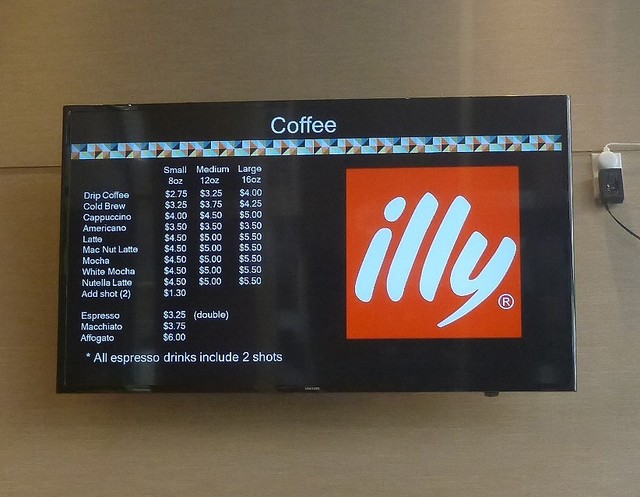 Coffee
Small Medium Large
8oz 12oz 16oz
Drip Coffee $2.75 $3.25 $4.00
Cold Brew $3.25 $3.75 $4.25
Cappuccino $4.00 $4.50 $5.00
Americano $3.50 $3.50 $3.50
Latte $4.50 $5.00 $5.50
Mac Nut Latte $4.50 $5.00 $5.50
Mocha $4.50 $5.00 $5.50
White Mocha $4.50 $5.00 $5.50
Nutella Latte $4.50 $5.00 $5.50
Add shot (2) $1.30
Espresso $3.25 (double)
Macchiato $3.75
Affogato $6.00
* All espresso drinks include 2 shots
illy ®
SAMSUNG